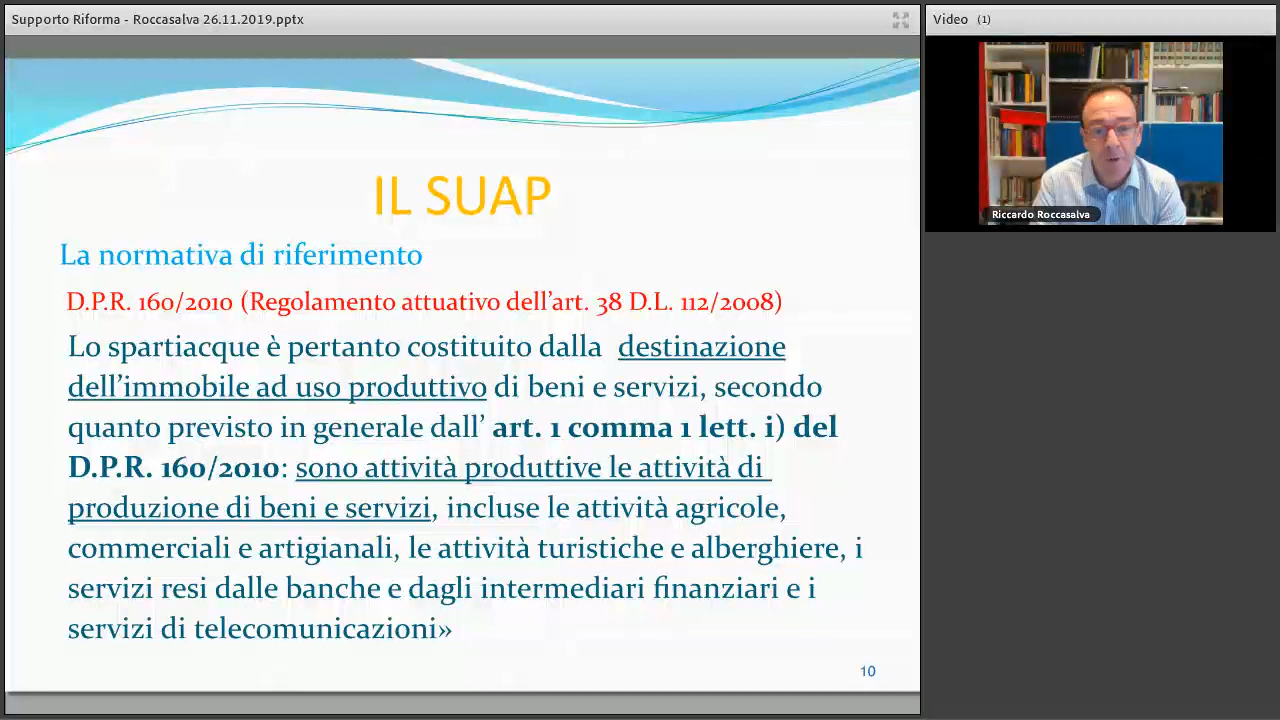 Supporto Riforma - Roccasalva 26.11.2019.pptx
Video (1)
Riccardo Roccasalva
IL SUAP
La normativa di riferimento
D.P.R. 160/2010 (Regolamento attuativo dell'art. 38 D.L. 112/2008)
Lo spartiacque è pertanto costituito dalla destinazione
dell'immobile ad uso produttivo di beni e servizi, secondo
quanto previsto in generale dall' art. 1 comma 1 lett. i) del
D.P.R. 160/2010: sono attività produttive le attività di
produzione di beni e servizi, incluse le attività agricole,
commerciali e artigianali, le attività turistiche e alberghiere, i
servizi resi dalle banche e dagli intermediari finanziari e i
servizi di telecomunicazioni»
10